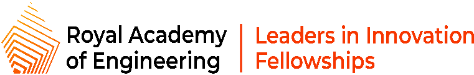 Royal Academy
of Engineering
Leaders in Innovation
Fellowships